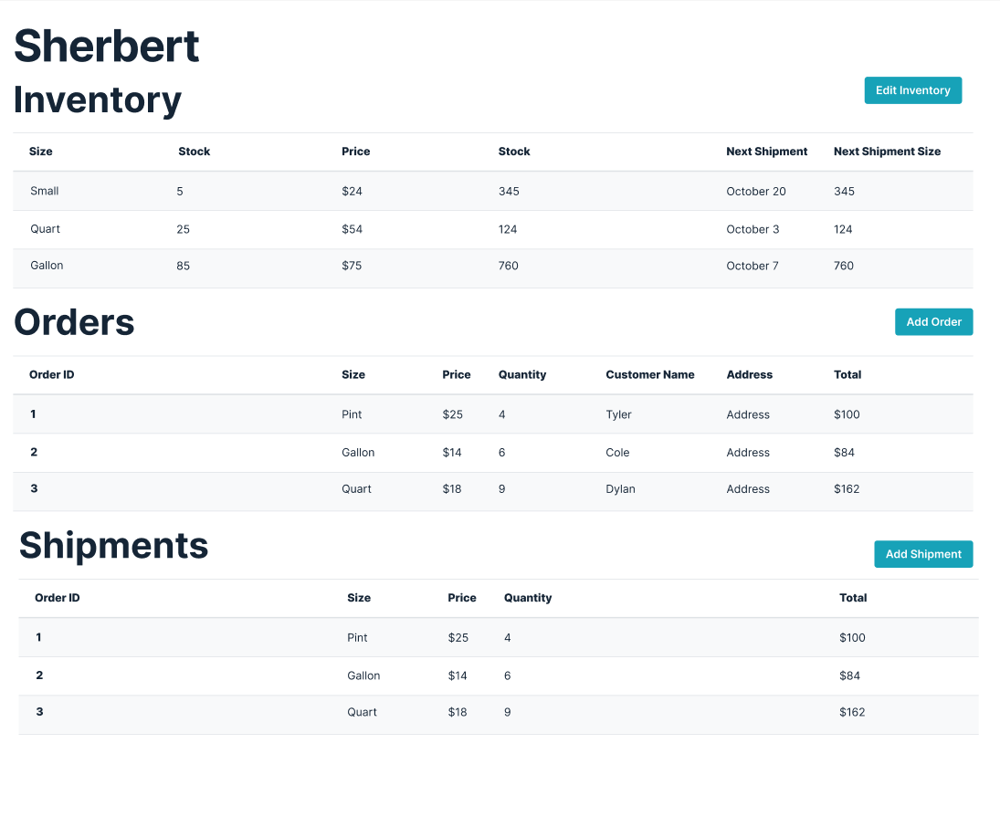 Sherbert
Inventory
Edit Inventory
Size Stock Price Stock Next Shipment Next Shipment Size
Small 5 $24 345 October 20 345
Quart 25 $54 124 October 3 124
Gallon 85 $75 760 October 7 760
Orders
Add Order
Order ID Size Price Quantity Customer Name Address Total
1 Pint $25 4 Tyler Address $100
2 Gallon $14 6 Cole Address $84
3 Quart $18 9 Dylan Address $162
Shipments
Add Shipment
Order ID Size Price Quantity Total
1 Pint $25 4 $100
2 Gallon $14 6 $84
3 Quart $18 9 $162